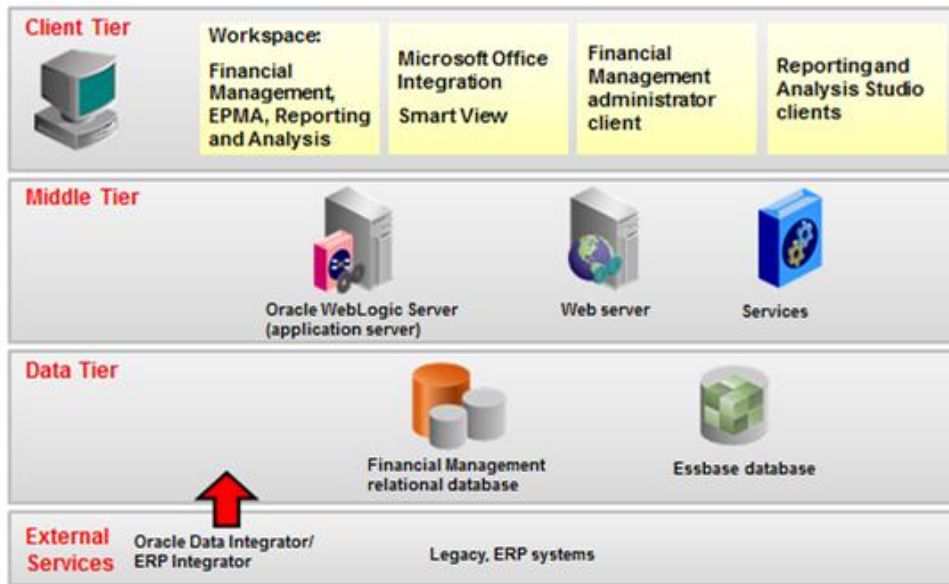 Client Tier
Workspace:
Financial
Management,
EPMA, Reporting
and Analysis
Microsoft Office
Integration
Smart View
Financial
Management
administrator
client
Reporting and
Analysis Studio
clients
Middle Tier
Oracle WebLogic Server
(application server)
Web server
Services
Data Tier
Financial Management
relational database
Essbase database
External
Services
Oracle Data Integrator/
ERP Integrator
Legacy, ERP systems